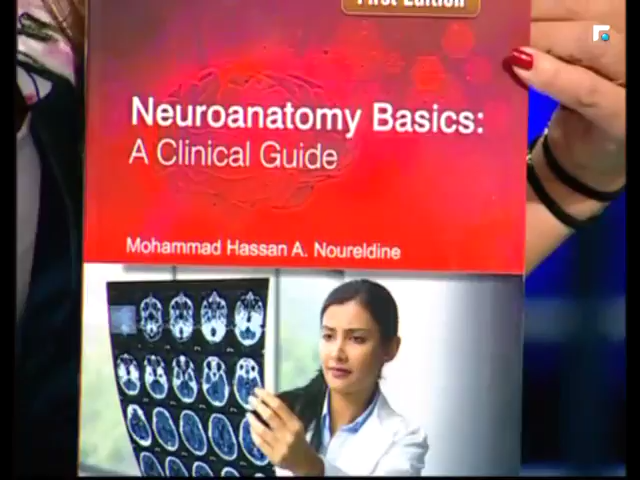 First Edition
Neuroanatomy Basics:
A Clinical Guide
Mohammad Hassan A. Noureldine